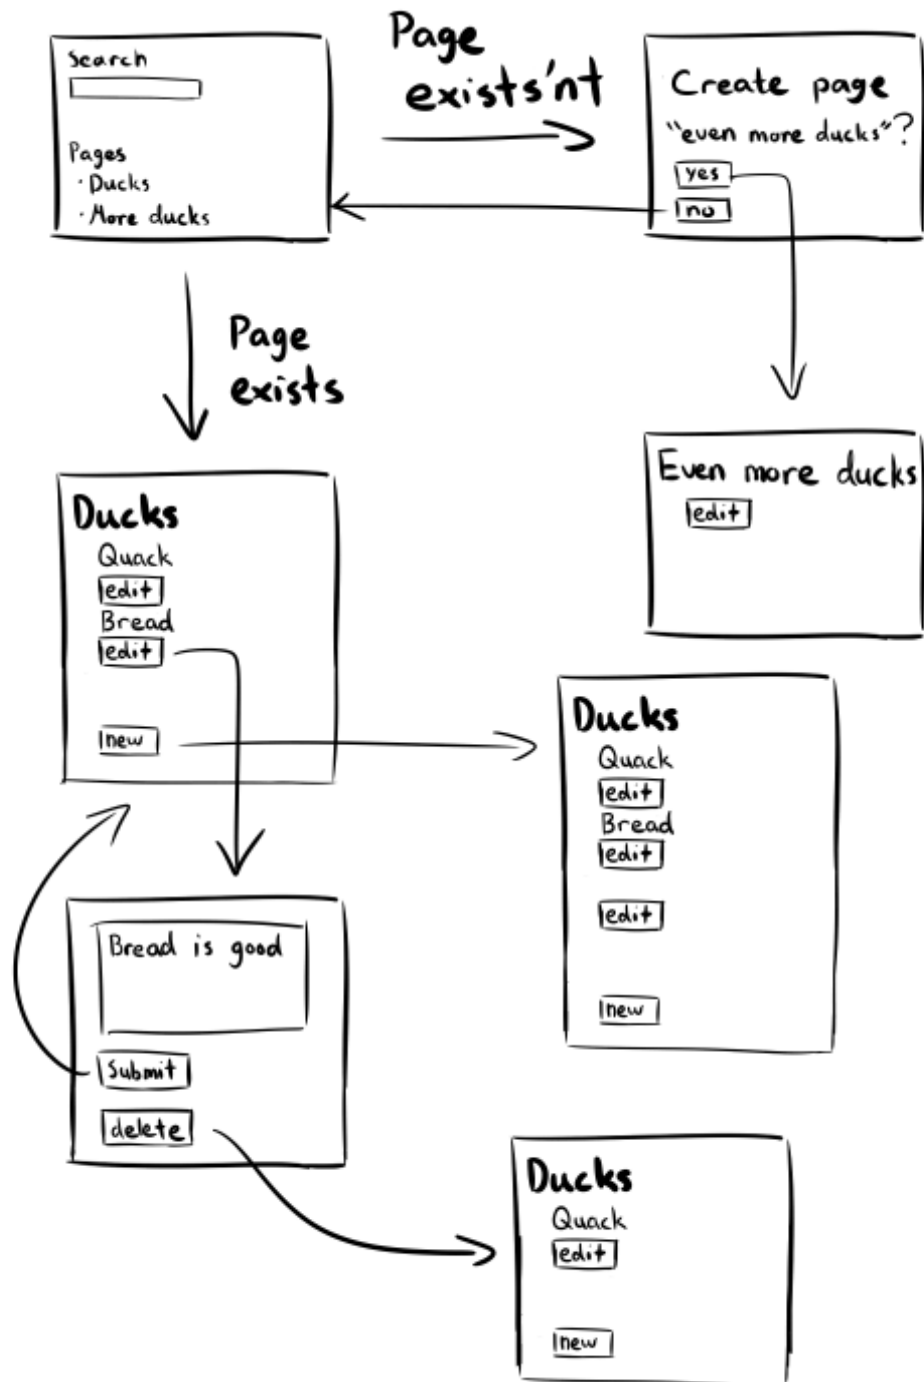 Search
Pages
· Ducks
· More ducks
Page
exists'nt
Create page
"even more ducks"?
yes
no
Page
exists
Even more ducks
edit
Ducks
Quack
edit
Bread
edit
new
Ducks
Quack
edit
Bread
edit
edit
new
Bread is good
Submit
delete
Ducks
Quack
edit
new